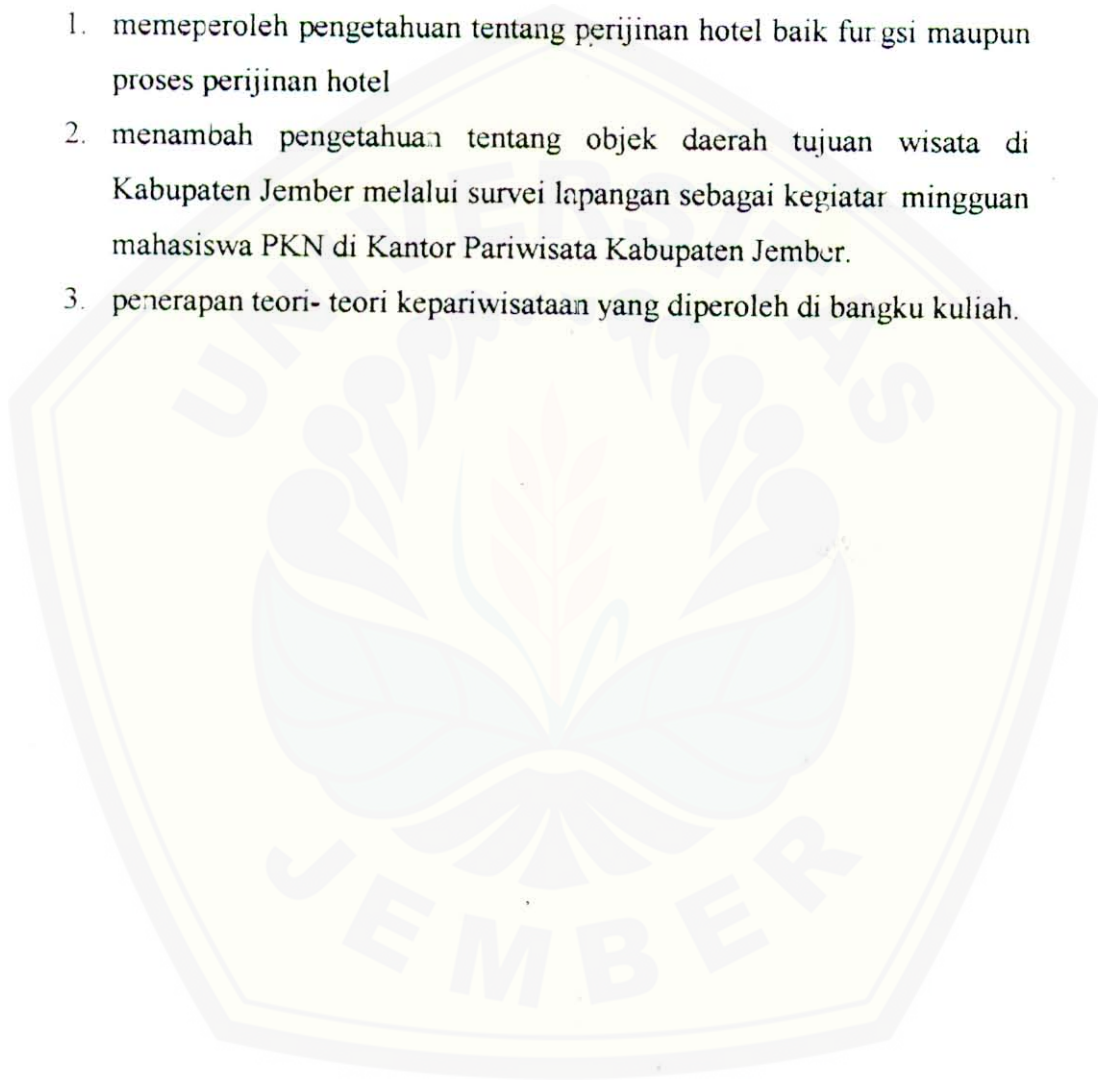 1. memeperoleh pengetahuan tentang perijinan hotel baik fungsi maupun
proses perijinan hotel
2. menambah pengetahuan tentang objek daerah tujuan wisata di
Kabupaten Jember melalui survei lapangan sebagai kegiatan mingguan
mahasiswa PKN di Kantor Pariwisata Kabupaten Jember.
3. penerapan teori- teori kepariwisataan yang diperoleh di bangku kuliah.
UNIVERSITAS
JEMBER